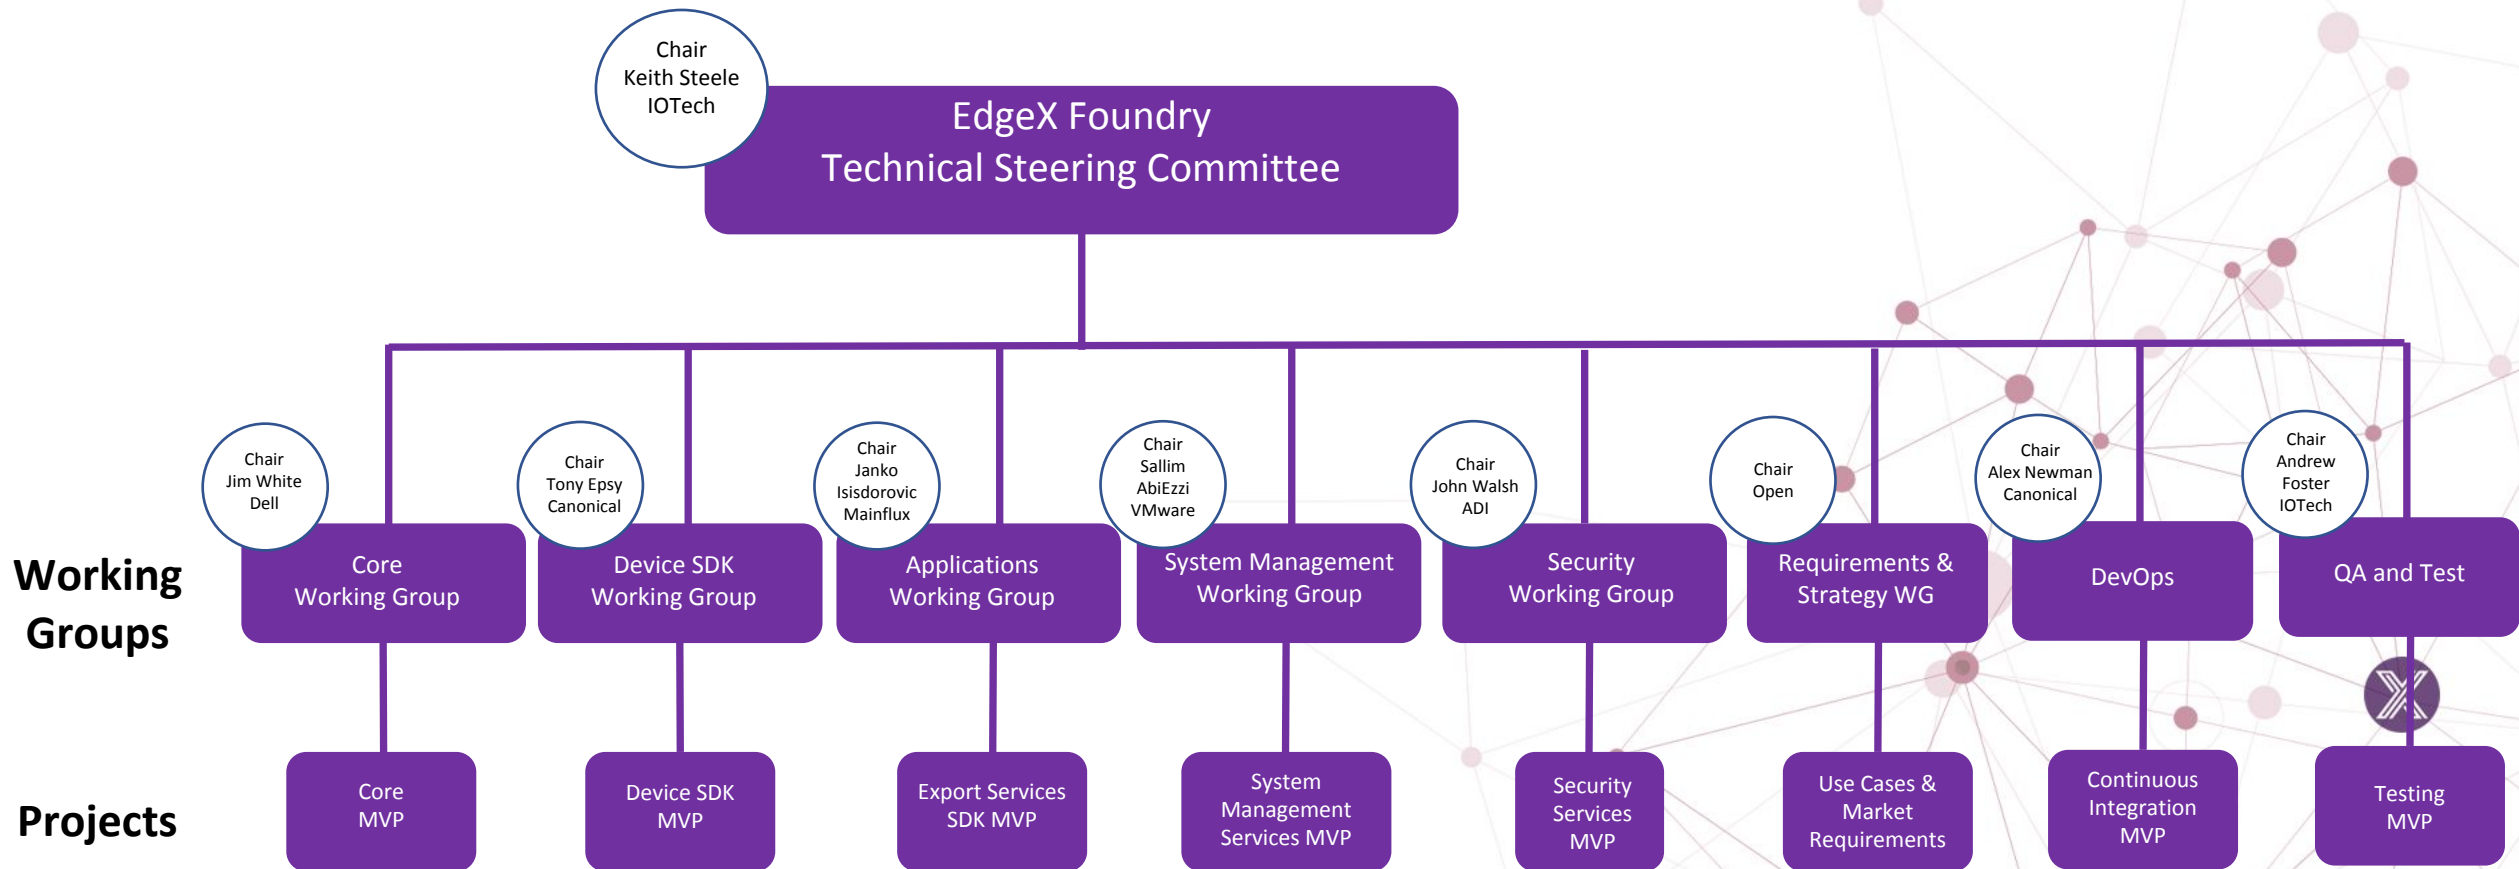 Chair
Keith Steele
IOTech
EdgeX Foundry
Technical Steering Committee
Chair
Jim White
Dell
Chair
Tony Epsy
Canonical
Chair
Janko
Isisdorovic
Mainflux
Chair
Sallim
AbiEzzi
VMware
Chair
John Walsh
ADI
Chair
Open
Chair
Alex Newman
Canonical
Chair
Andrew
Foster
IOTech
Working
Groups
Core
Working Group
Device SDK
Working Group
Applications
Working Group
System Management
Working Group
Security
Working Group
Requirements &
Strategy WG
DevOps
QA and Test
Projects
Core
MVP
Device SDK
MVP
Export Services
SDK MVP
System
Management
Services MVP
Security
Services
MVP
Use Cases &
Market
Requirements
Continuous
Integration
MVP
Testing
MVP